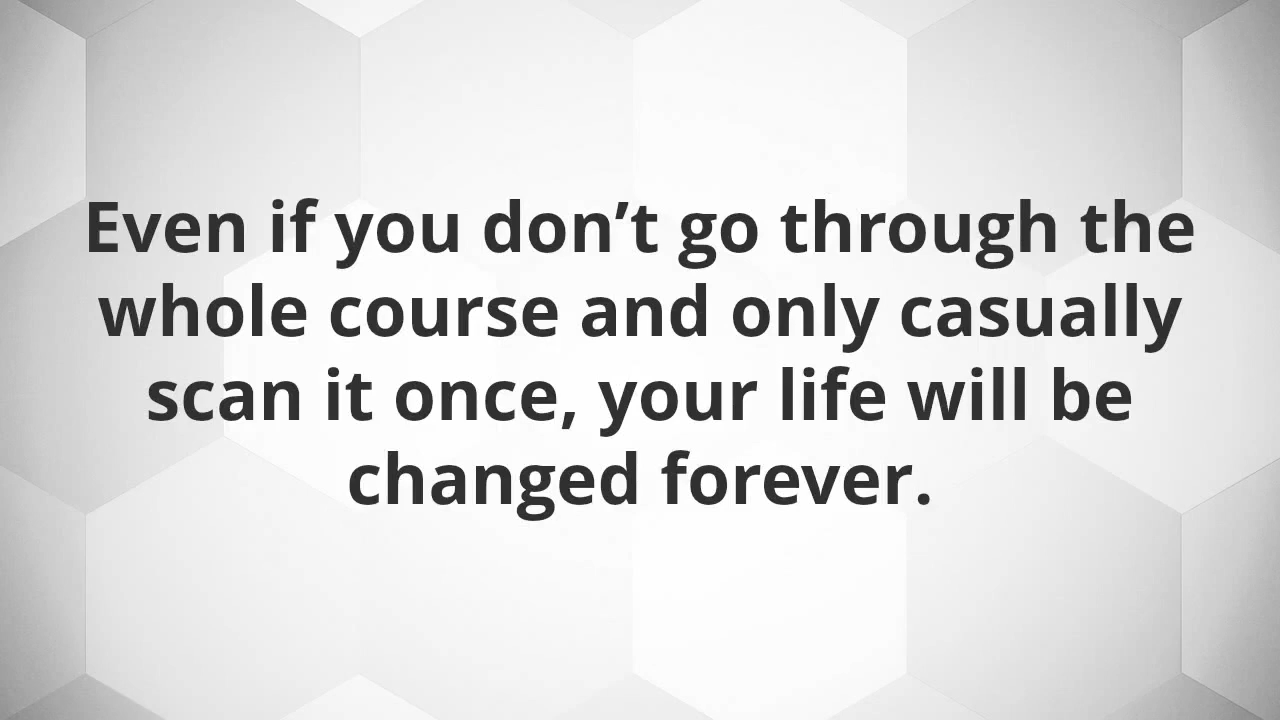 Even if you don’t go through the
whole course and only casually
scan it once, your life will be
changed forever.